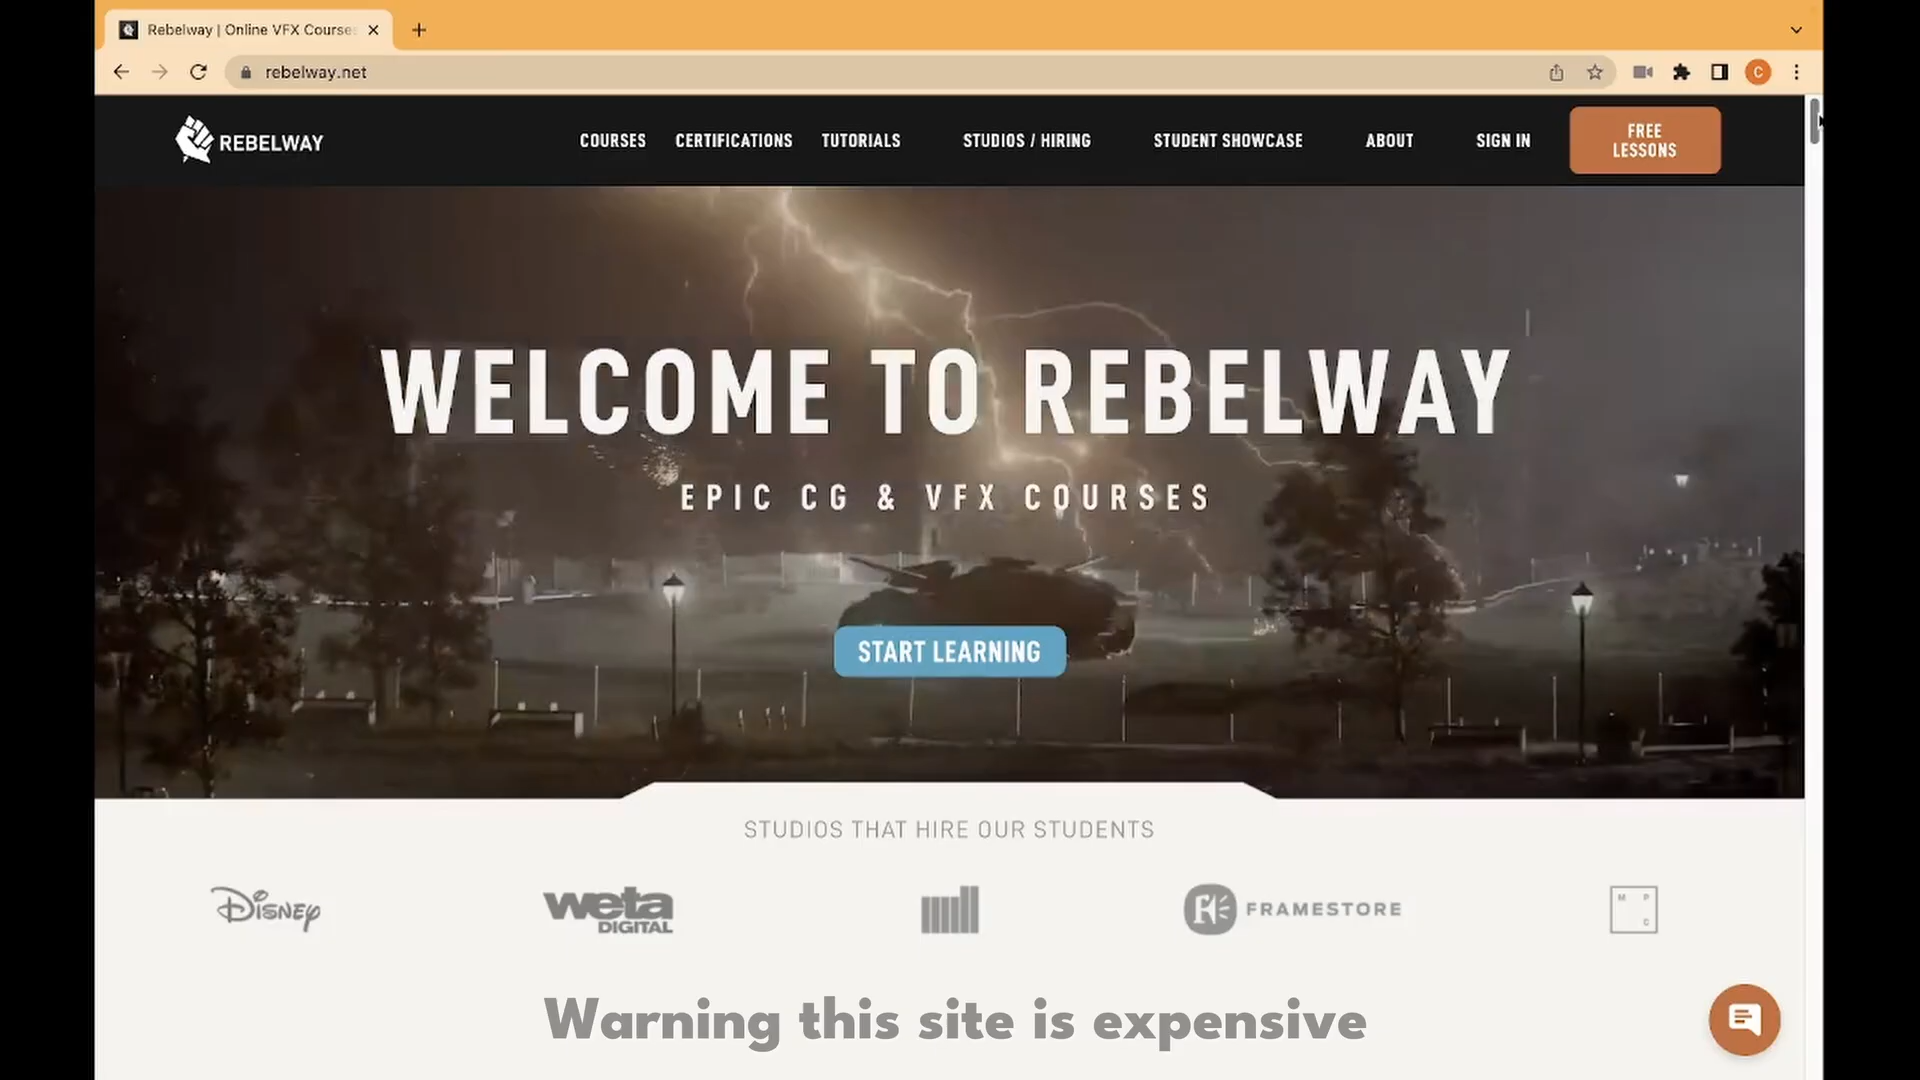 Rebelway | Online VFX Course
rebelway.net
C
REBELWAY
COURSES
CERTIFICATIONS
TUTORIALS
STUDIOS / HIRING
STUDENT SHOWCASE
ABOUT
SIGN IN
FREE
LESSONS
WELCOME TO REBELWAY
EPIC CG & VFX COURSES
START LEARNING
STUDIOS THAT HIRE OUR STUDENTS
DISNEY
weta
DIGITAL
FRAMESTORE
M P
C
Warning this site is expensive